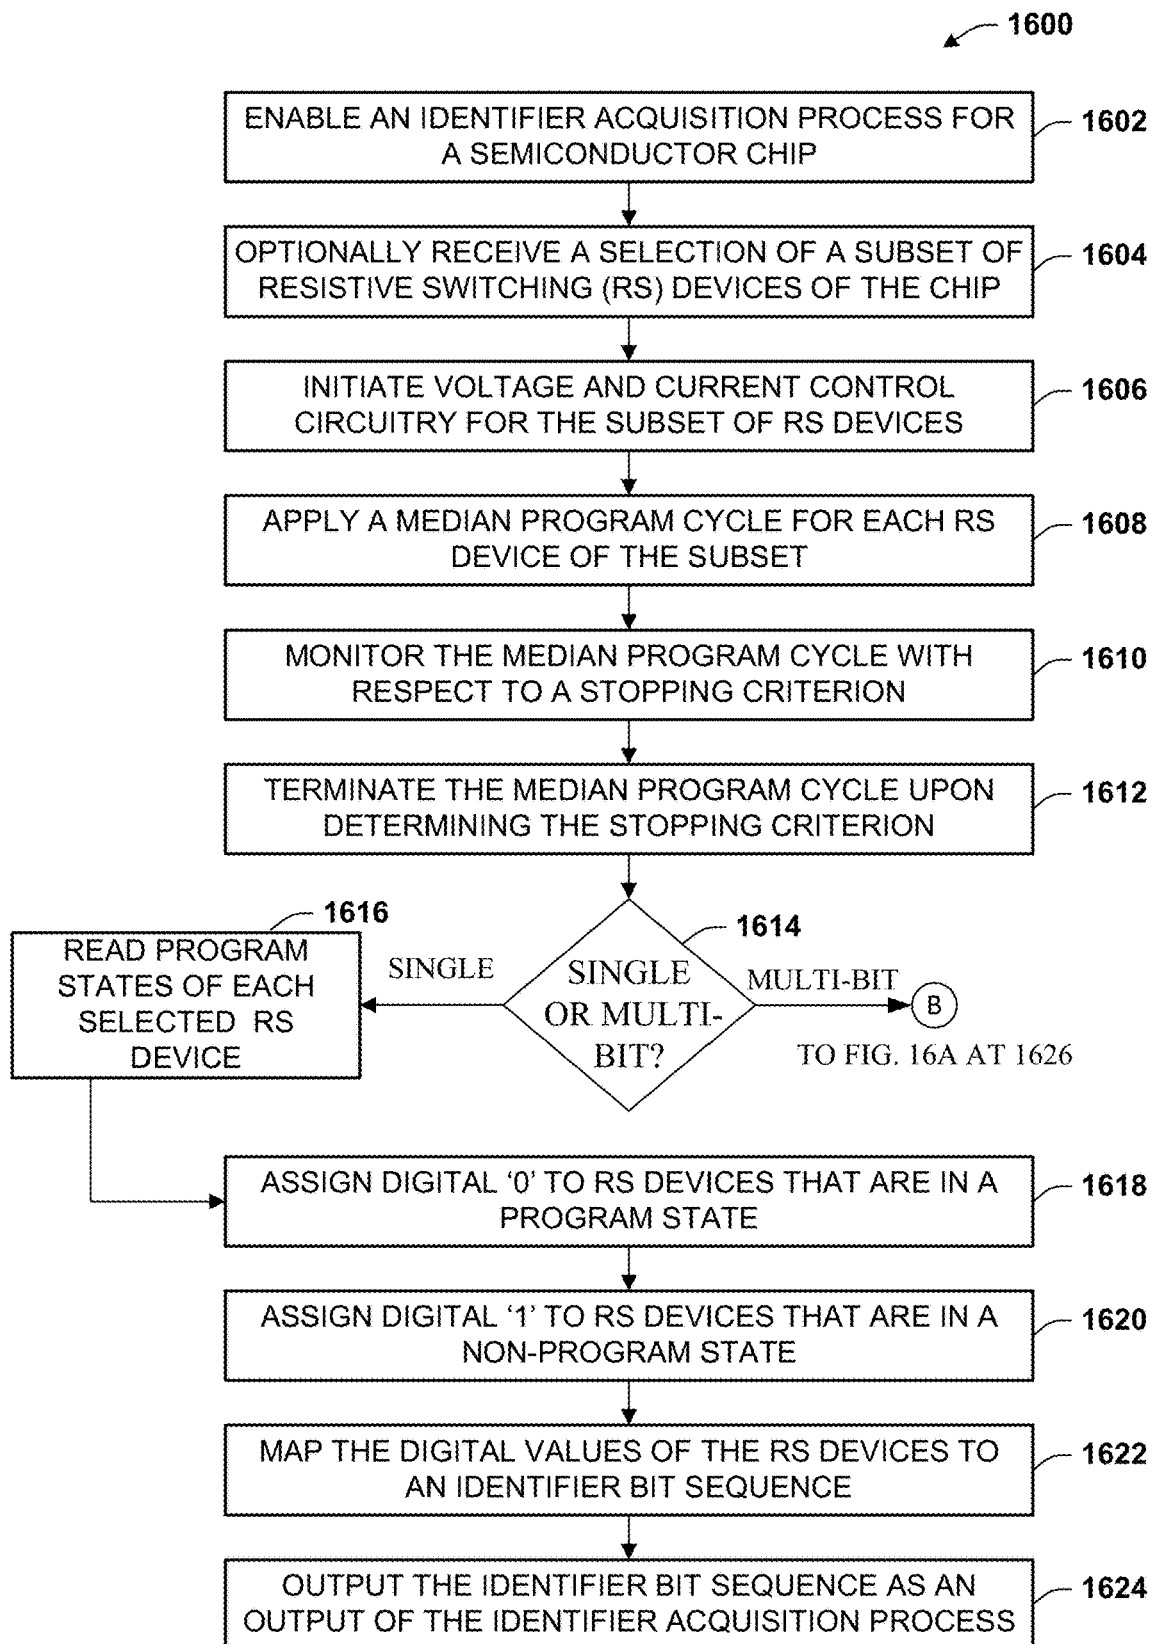 1600
ENABLE AN IDENTIFIER ACQUISITION PROCESS FOR
A SEMICONDUCTOR CHIP
1602
OPTIONALLY RECEIVE A SELECTION OF A SUBSET OF
RESISTIVE SWITCHING (RS) DEVICES OF THE CHIP
1604
INITIATE VOLTAGE AND CURRENT CONTROL
CIRCUITRY FOR THE SUBSET OF RS DEVICES
1606
APPLY A MEDIAN PROGRAM CYCLE FOR EACH RS
DEVICE OF THE SUBSET
1608
MONITOR THE MEDIAN PROGRAM CYCLE WITH
RESPECT TO A STOPPING CRITERION
1610
TERMINATE THE MEDIAN PROGRAM CYCLE UPON
DETERMINING THE STOPPING CRITERION
1612
1614
SINGLE
OR MULTI-
BIT?
SINGLE
MULTI-BIT
B
TO FIG. 16A AT 1626
1616
READ PROGRAM
STATES OF EACH
SELECTED RS
DEVICE
ASSIGN DIGITAL ‘0’ TO RS DEVICES THAT ARE IN A
PROGRAM STATE
1618
ASSIGN DIGITAL ‘1’ TO RS DEVICES THAT ARE IN A
NON-PROGRAM STATE
1620
MAP THE DIGITAL VALUES OF THE RS DEVICES TO
AN IDENTIFIER BIT SEQUENCE
1622
OUTPUT THE IDENTIFIER BIT SEQUENCE AS AN
OUTPUT OF THE IDENTIFIER ACQUISITION PROCESS
1624